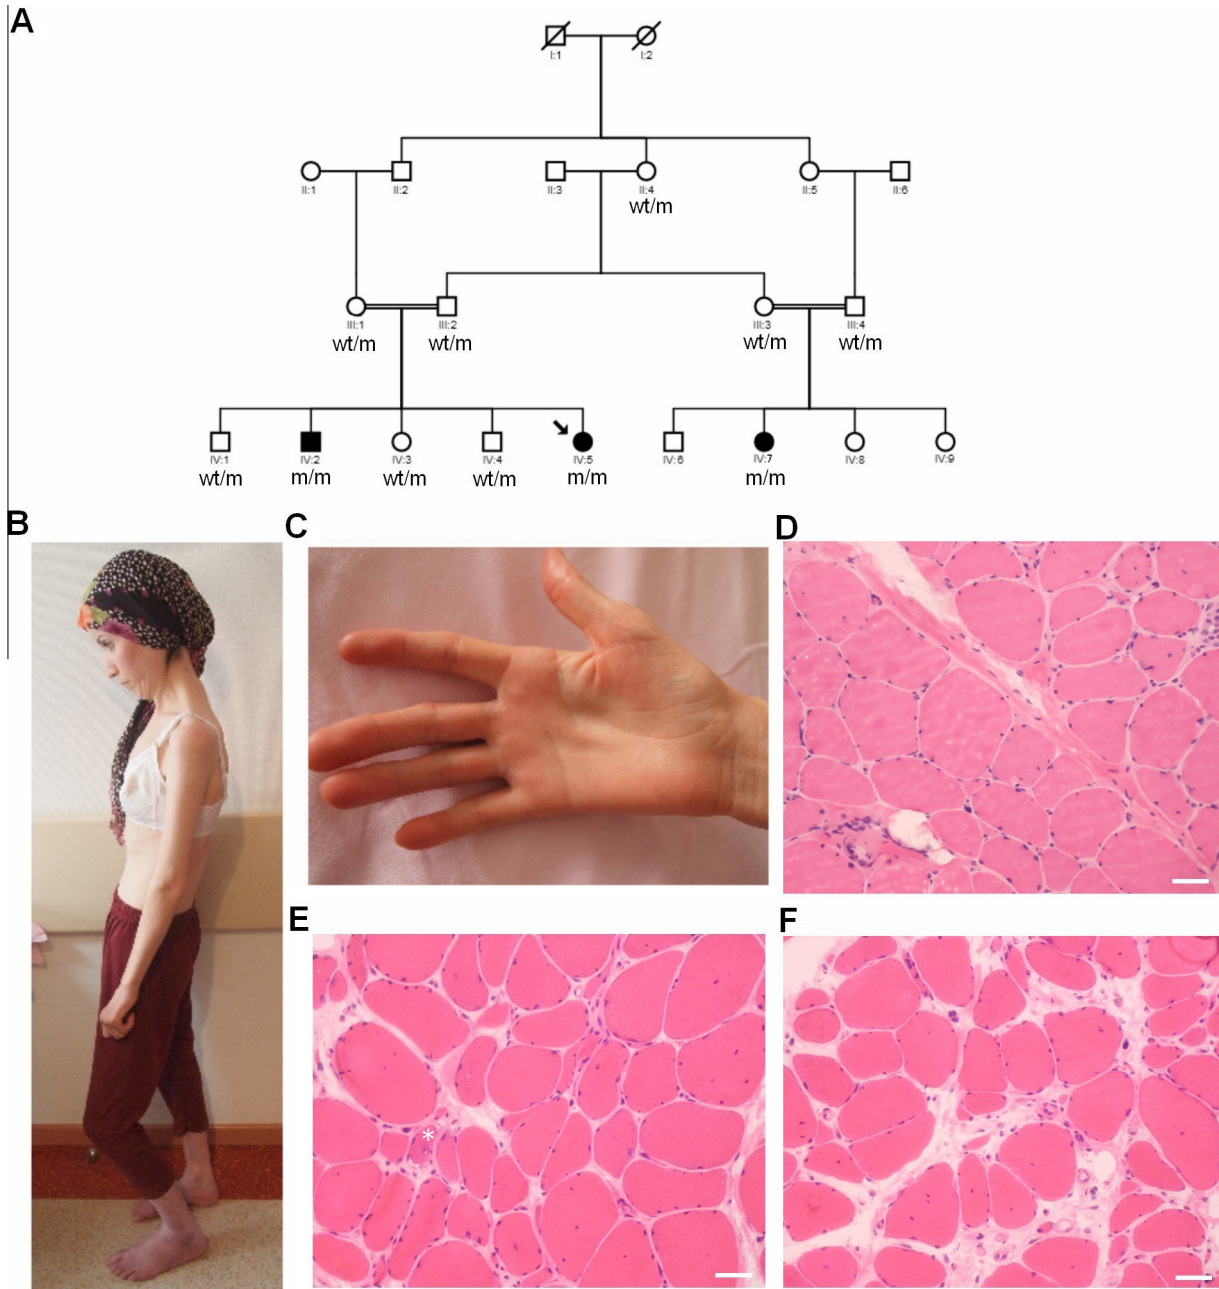 A
I:1 I:2
II:1 II:2 II:3 II:4 II:5 II:6
wt/m
III:1 III:2 III:3 III:4
wt/m wt/m wt/m wt/m
IV:1 IV:2 IV:3 IV:4 IV:5 IV:6 IV:7 IV:8 IV:9
wt/m m/m wt/m wt/m m/m m/m
B C D
E F
*